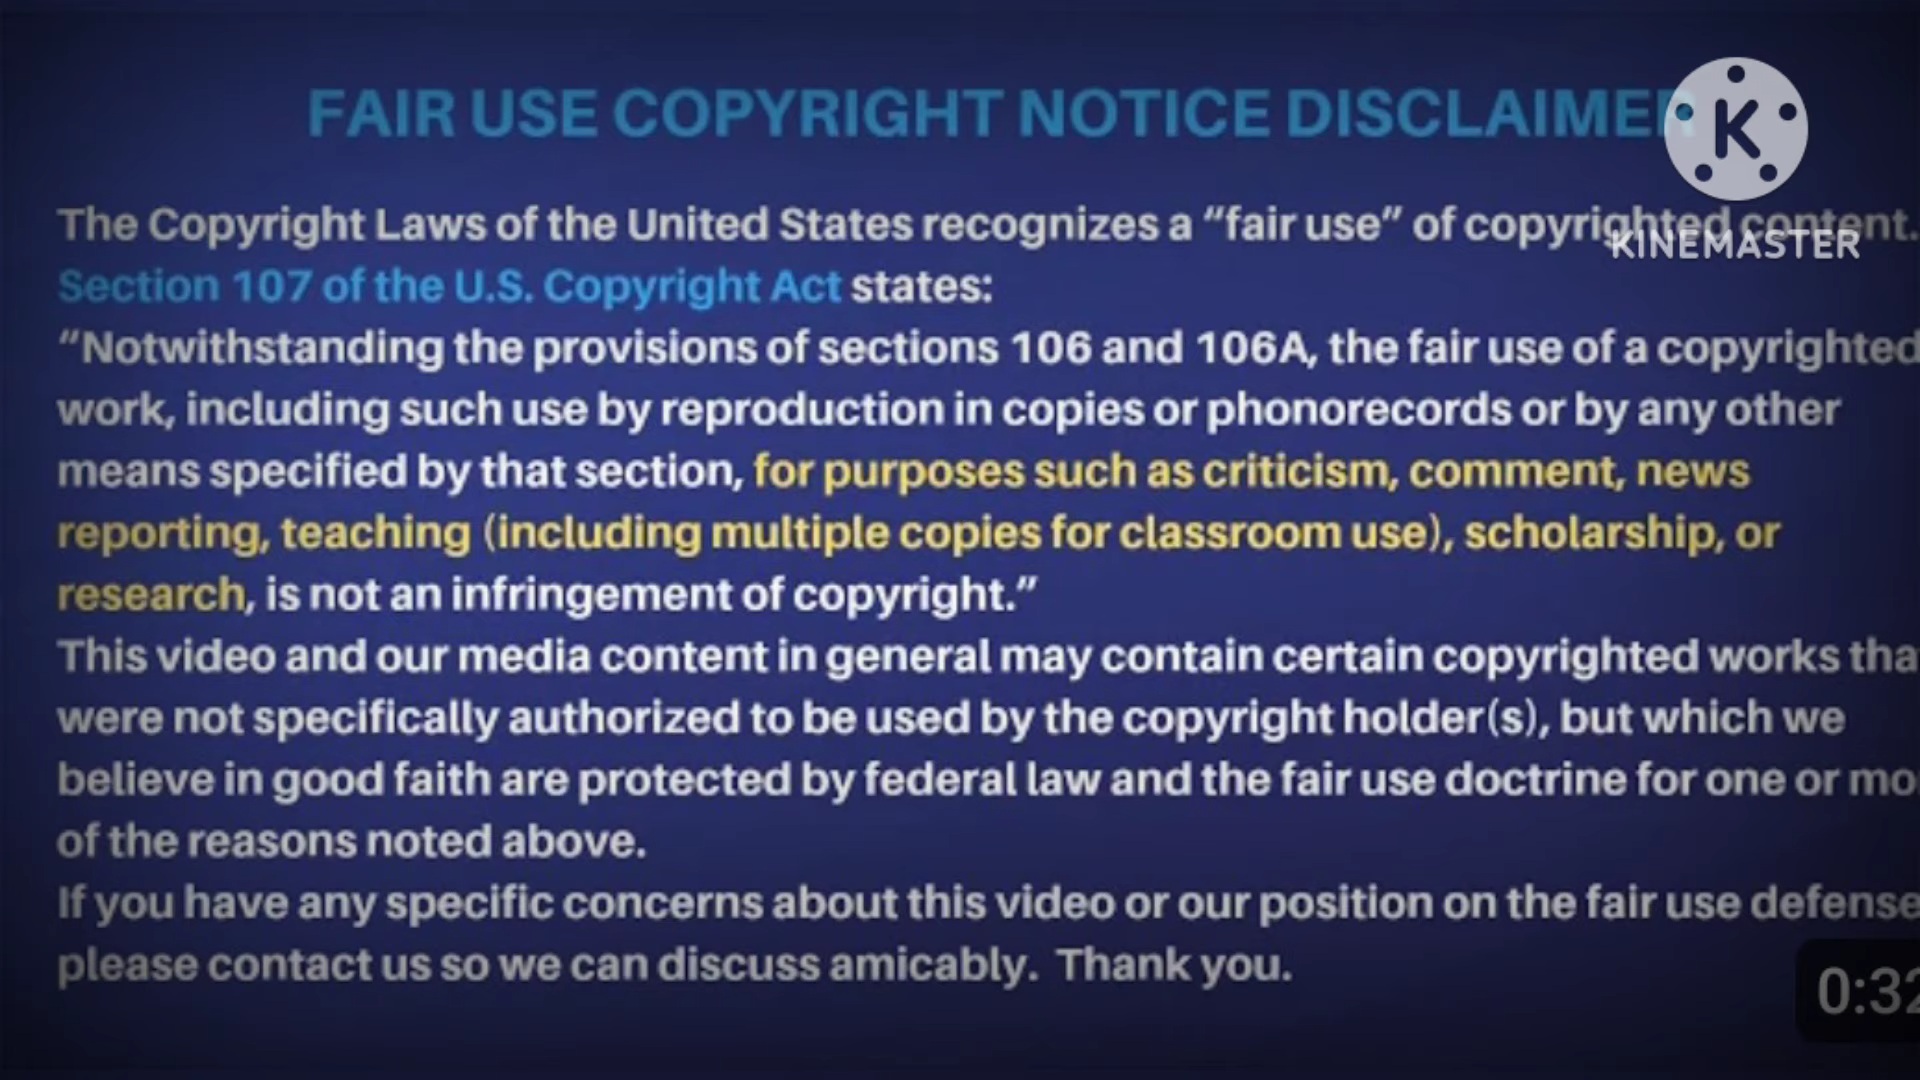 FAIR USE COPYRIGHT NOTICE DISCLAIMER
K
The Copyright Laws of the United States recognizes a “fair use” of copyrighted content.
KINEMASTER
Section 107 of the U.S. Copyright Act states:
“Notwithstanding the provisions of sections 106 and 106A, the fair use of a copyrighted
work, including such use by reproduction in copies or phonorecords or by any other
means specified by that section, for purposes such as criticism, comment, news
reporting, teaching (including multiple copies for classroom use), scholarship, or
research, is not an infringement of copyright.”
This video and our media content in general may contain certain copyrighted works tha
were not specifically authorized to be used by the copyright holder(s), but which we
believe in good faith are protected by federal law and the fair use doctrine for one or mo
of the reasons noted above.
If you have any specific concerns about this video or our position on the fair use defense
please contact us so we can discuss amicably. Thank you.
0:32